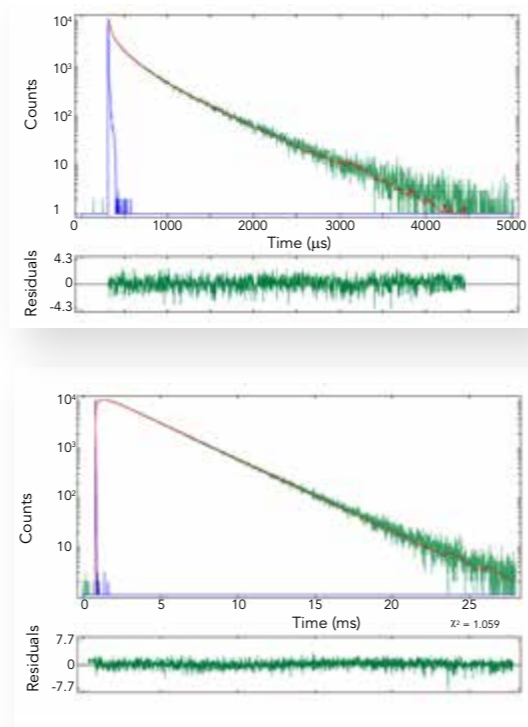 10⁴
10³
10²
10
1
Counts
0 1000 2000 3000 4000 5000
Time (μs)
4.3
0
-4.3
Residuals
10⁴
10³
10²
10
Counts
0 5 10 15 20 25
Time (ms)
χ² = 1.059
7.7
0
-7.7
Residuals